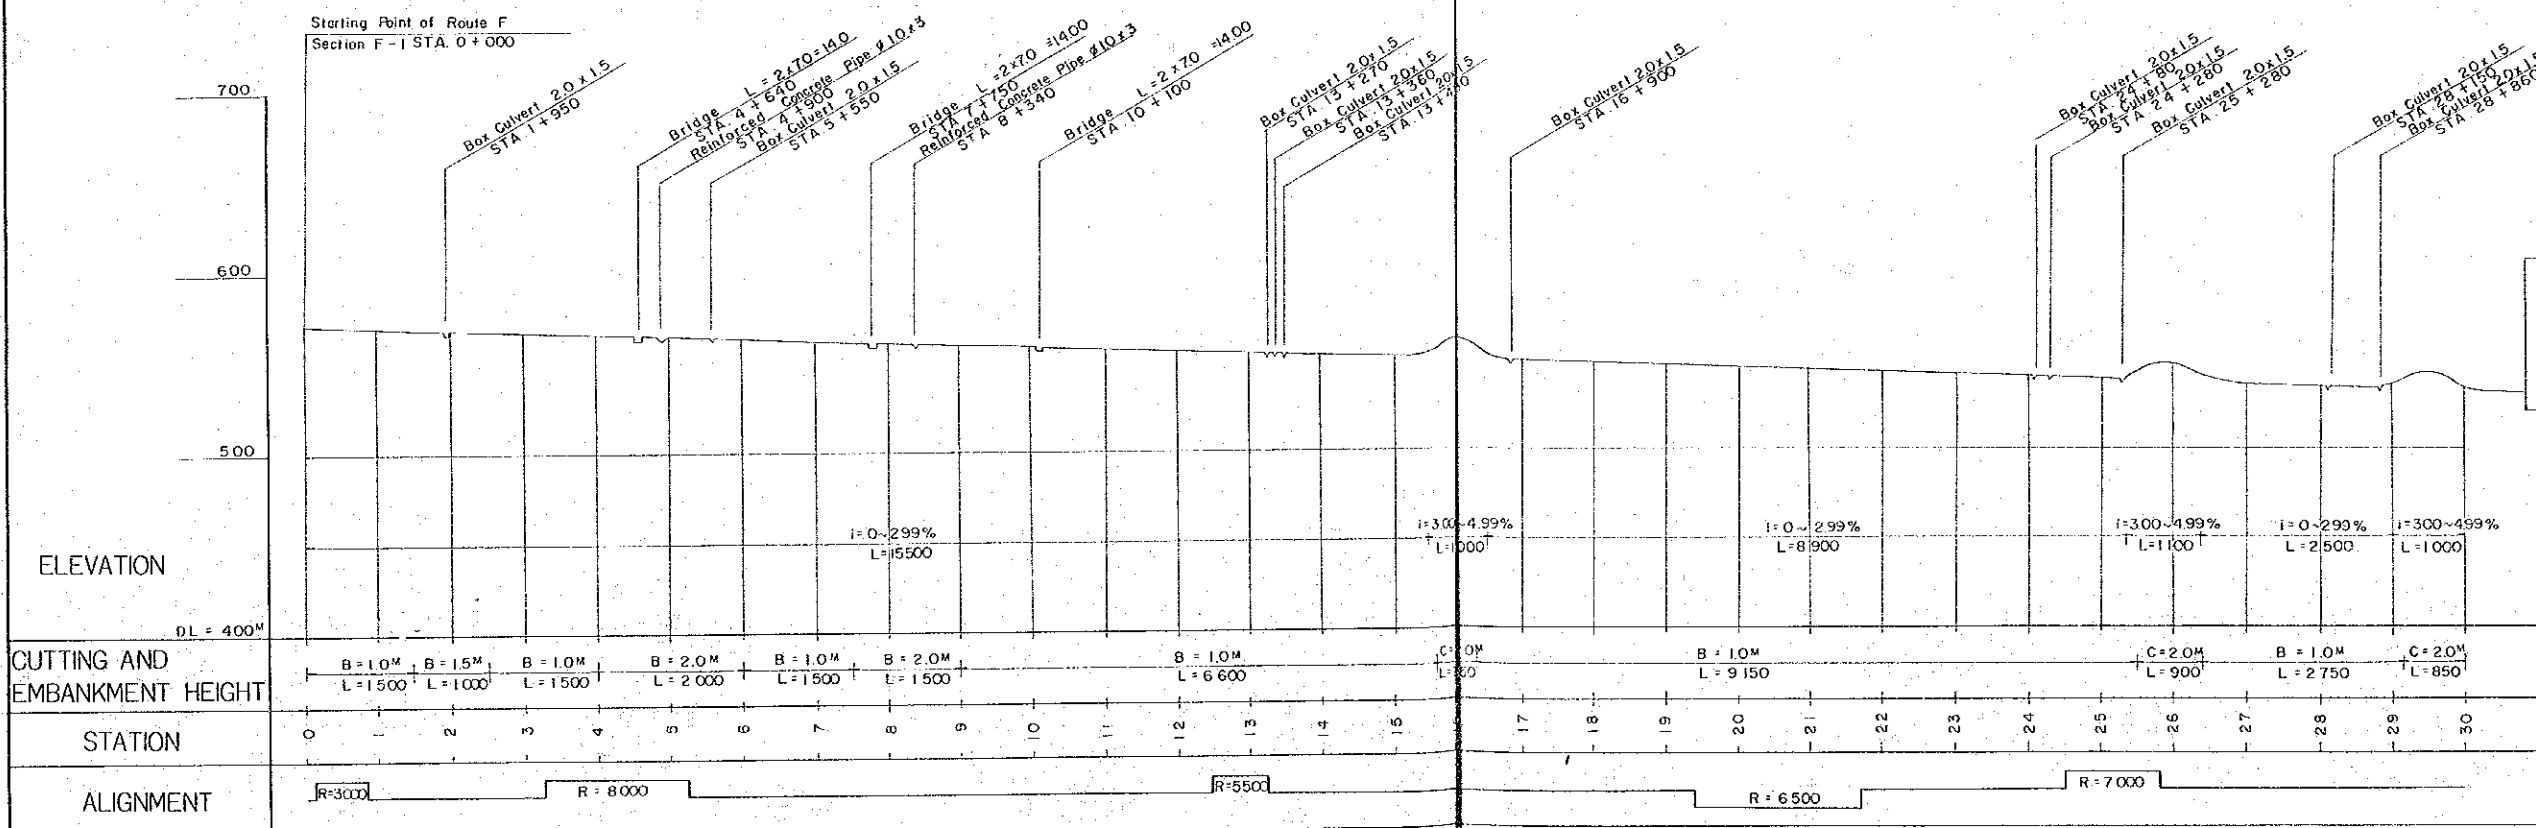 Starting Point of Route F
Section F-1 STA. 0+000
Box Culvert 2.0 x 1.5
STA 1 + 950
Bridge L = 2x7.0=14.0
STA. 4 + 640
Reinforced Concrete Pipe ø1.0x3
STA. 4 + 900
Box Culvert 2.0 x 1.5
STA 5 + 550
Bridge L = 2x7.0 =14.00
STA 7 + 750
Reinforced Concrete Pipe ø1.0x3
STA 8 + 340
Bridge L = 2 x 7.0 =14.00
STA. 10 + 100
Box Culvert 2.0x1.5
STA. 13 + 270
Box Culvert 2.0x1.5
STA. 13 + 360
Box Culvert 2.0x1.5
STA 13 +
Box Culvert 2.0x1.5
STA. 16 + 900
Box Culvert 2.0x1.5
STA. 24 + 80
Box Culvert 2.0x1.5
STA. 24 + 280
Box Culvert 2.0x1.5
STA. 25 + 280
Box Culvert 2.0x1.5
STA. 28 + 150
Box Culvert 2.0x1.5
STA. 28 + 860
700
600
500
ELEVATION
DL = 400M
i=0~2.99%
L=15500
i=3.00~4.99%
L=1000
i=0~2.99%
L=8900
i=3.00~4.99%
L=1100
i=0~2.99%
L=2500
i=3.00~4.99%
L=1000
CUTTING AND
EMBANKMENT HEIGHT
B=1.0M B=1.5M B=1.0M B=2.0M B=1.0M B=2.0M B=1.0M B=1.0M C=2.0M B=1.0M C=2.0M
L=1500 L=1000 L=1500 L=2000 L=1500 L=1500 L=6600 L=9150 L=900 L=2750 L=850
STATION
0 1 2 3 4 5 6 7 8 9 10 11 12 13 14 15 17 18 19 20 21 22 23 24 25 26 27 28 29 30
ALIGNMENT
R=3000 R=8000 R=5500 R=6500 R=7000